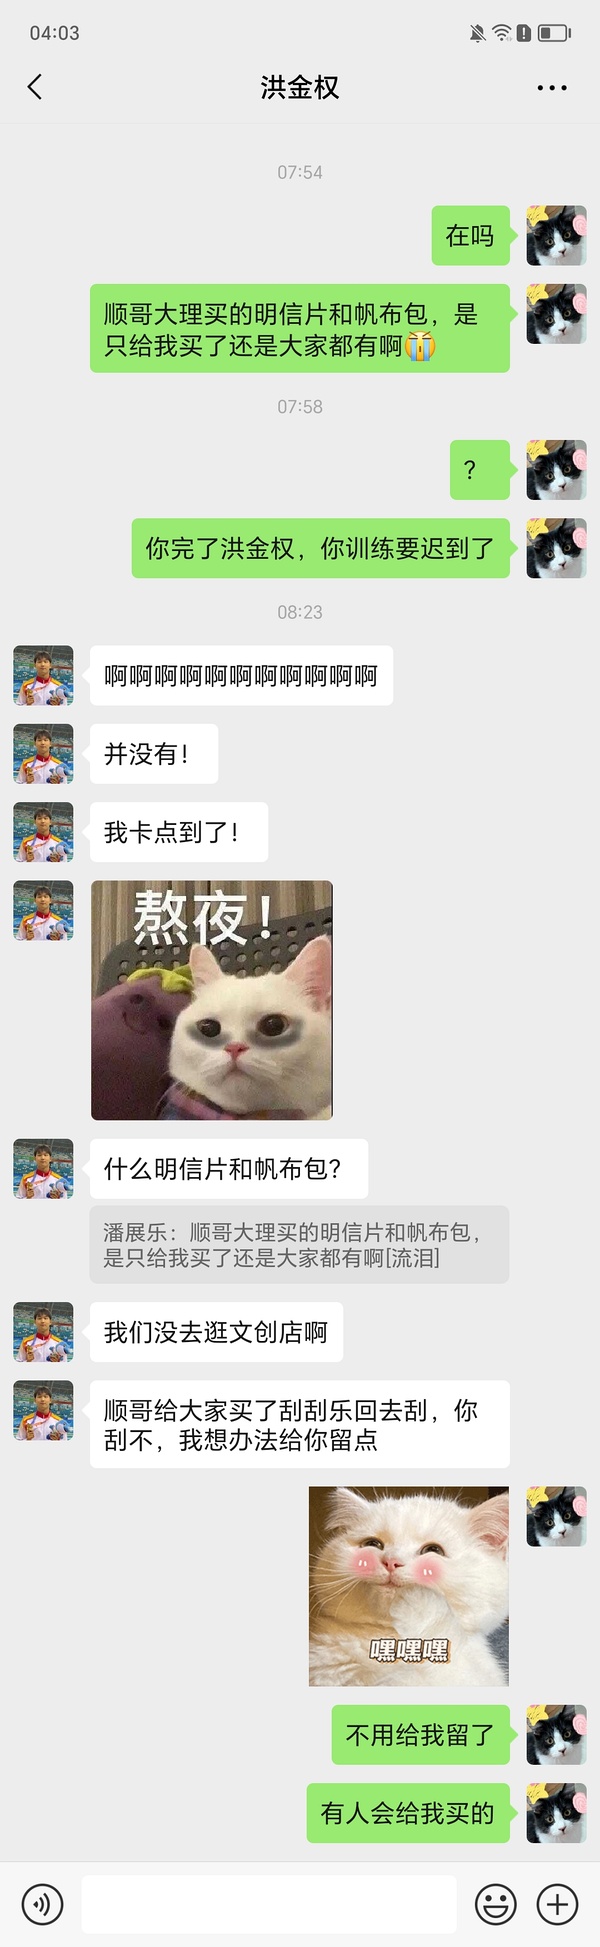 04:03
洪金权
07:54
在吗
顺哥大理买的明信片和帆布包，是
只给我买了还是大家都有啊😭
07:58
？
你完了洪金权，你训练要迟到了
08:23
啊啊啊啊啊啊啊啊啊啊啊
并没有！
我卡点到了！
熬夜！
什么明信片和帆布包？
潘展乐：顺哥大理买的明信片和帆布包，
是只给我买了还是大家都有啊[流泪]
我们没去逛文创店啊
顺哥给大家买了刮刮乐回去刮，你
刮不，我想办法给你留点
嘿嘿嘿
不用给我留了
有人会给我买的